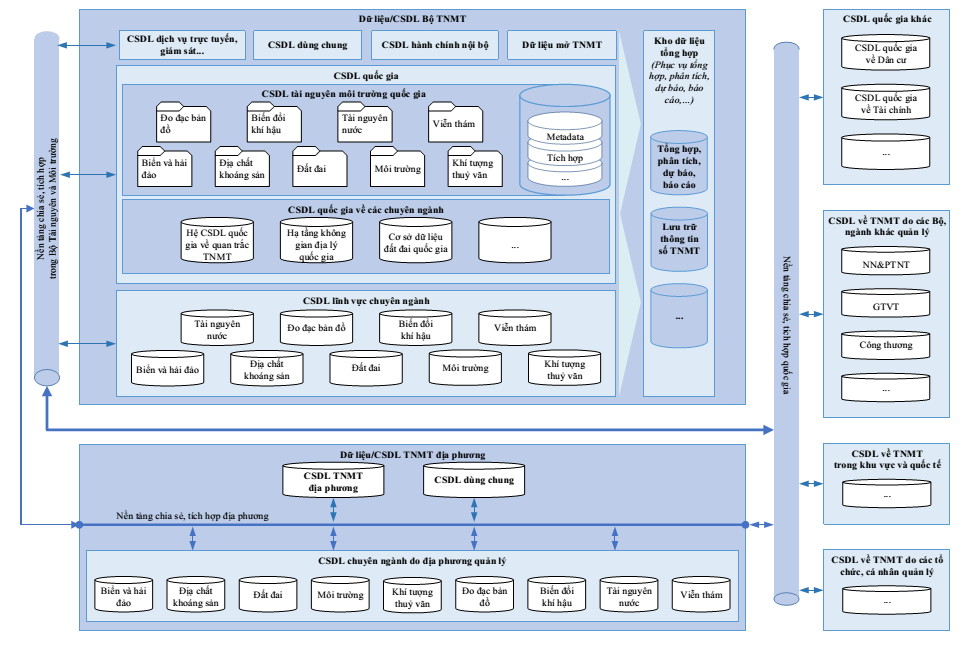 Dữ liệu/CSDL Bộ TNMT
CSDL dịch vụ trực tuyến,
giám sát...
CSDL dùng chung
CSDL hành chính nội bộ
Dữ liệu mở TNMT
CSDL quốc gia
CSDL tài nguyên môi trường quốc gia
Đo đạc bản
đồ
Biến đổi
khí hậu
Tài nguyên
nước
Viễn thám
Biển và hải
đảo
Địa chất
khoáng sản
Đất đai
Môi trường
Khí tượng
thuỷ văn
Metadata
Tích hợp
...
CSDL quốc gia về các chuyên ngành
Hệ CSDL quốc
gia về quan trắc
TNMT
Hạ tầng không
gian địa lý
quốc gia
Cơ sở dữ liệu
đất đai quốc gia
...
CSDL lĩnh vực chuyên ngành
Tài nguyên
nước
Đo đạc bản đồ
Biến đổi
khí hậu
Viễn thám
Biển và hải đảo
Địa chất
khoáng sản
Đất đai
Môi trường
Khí tượng
thuỷ văn
Kho dữ liệu
tổng hợp
(Phục vụ tổng
hợp, phân tích,
dự báo, báo
cáo,...)
Tổng hợp,
phân tích,
dự báo,
báo cáo
Lưu trữ
thông tin
số TNMT
...
Nền tảng chia sẻ, tích hợp
trong Bộ Tài nguyên và Môi trường
Nền tảng chia sẻ, tích hợp quốc gia
CSDL quốc gia khác
CSDL quốc gia
về Dân cư
CSDL quốc gia
về Tài chính
...
CSDL về TNMT do các Bộ,
ngành khác quản lý
NN&PTNT
GTVT
Công thương
...
CSDL về TNMT
trong khu vực và quốc tế
...
CSDL về TNMT do các tổ
chức, cá nhân quản lý
...
Dữ liệu/CSDL TNMT địa phương
CSDL TNMT
địa phương
CSDL dùng chung
Nền tảng chia sẻ, tích hợp địa phương
CSDL chuyên ngành do địa phương quản lý
Biển và hải
đảo
Địa chất
khoáng sản
Đất đai
Môi trường
Khí tượng
thuỷ văn
Đo đạc bản
đồ
Biến đổi
khí hậu
Tài nguyên
nước
Viễn thám